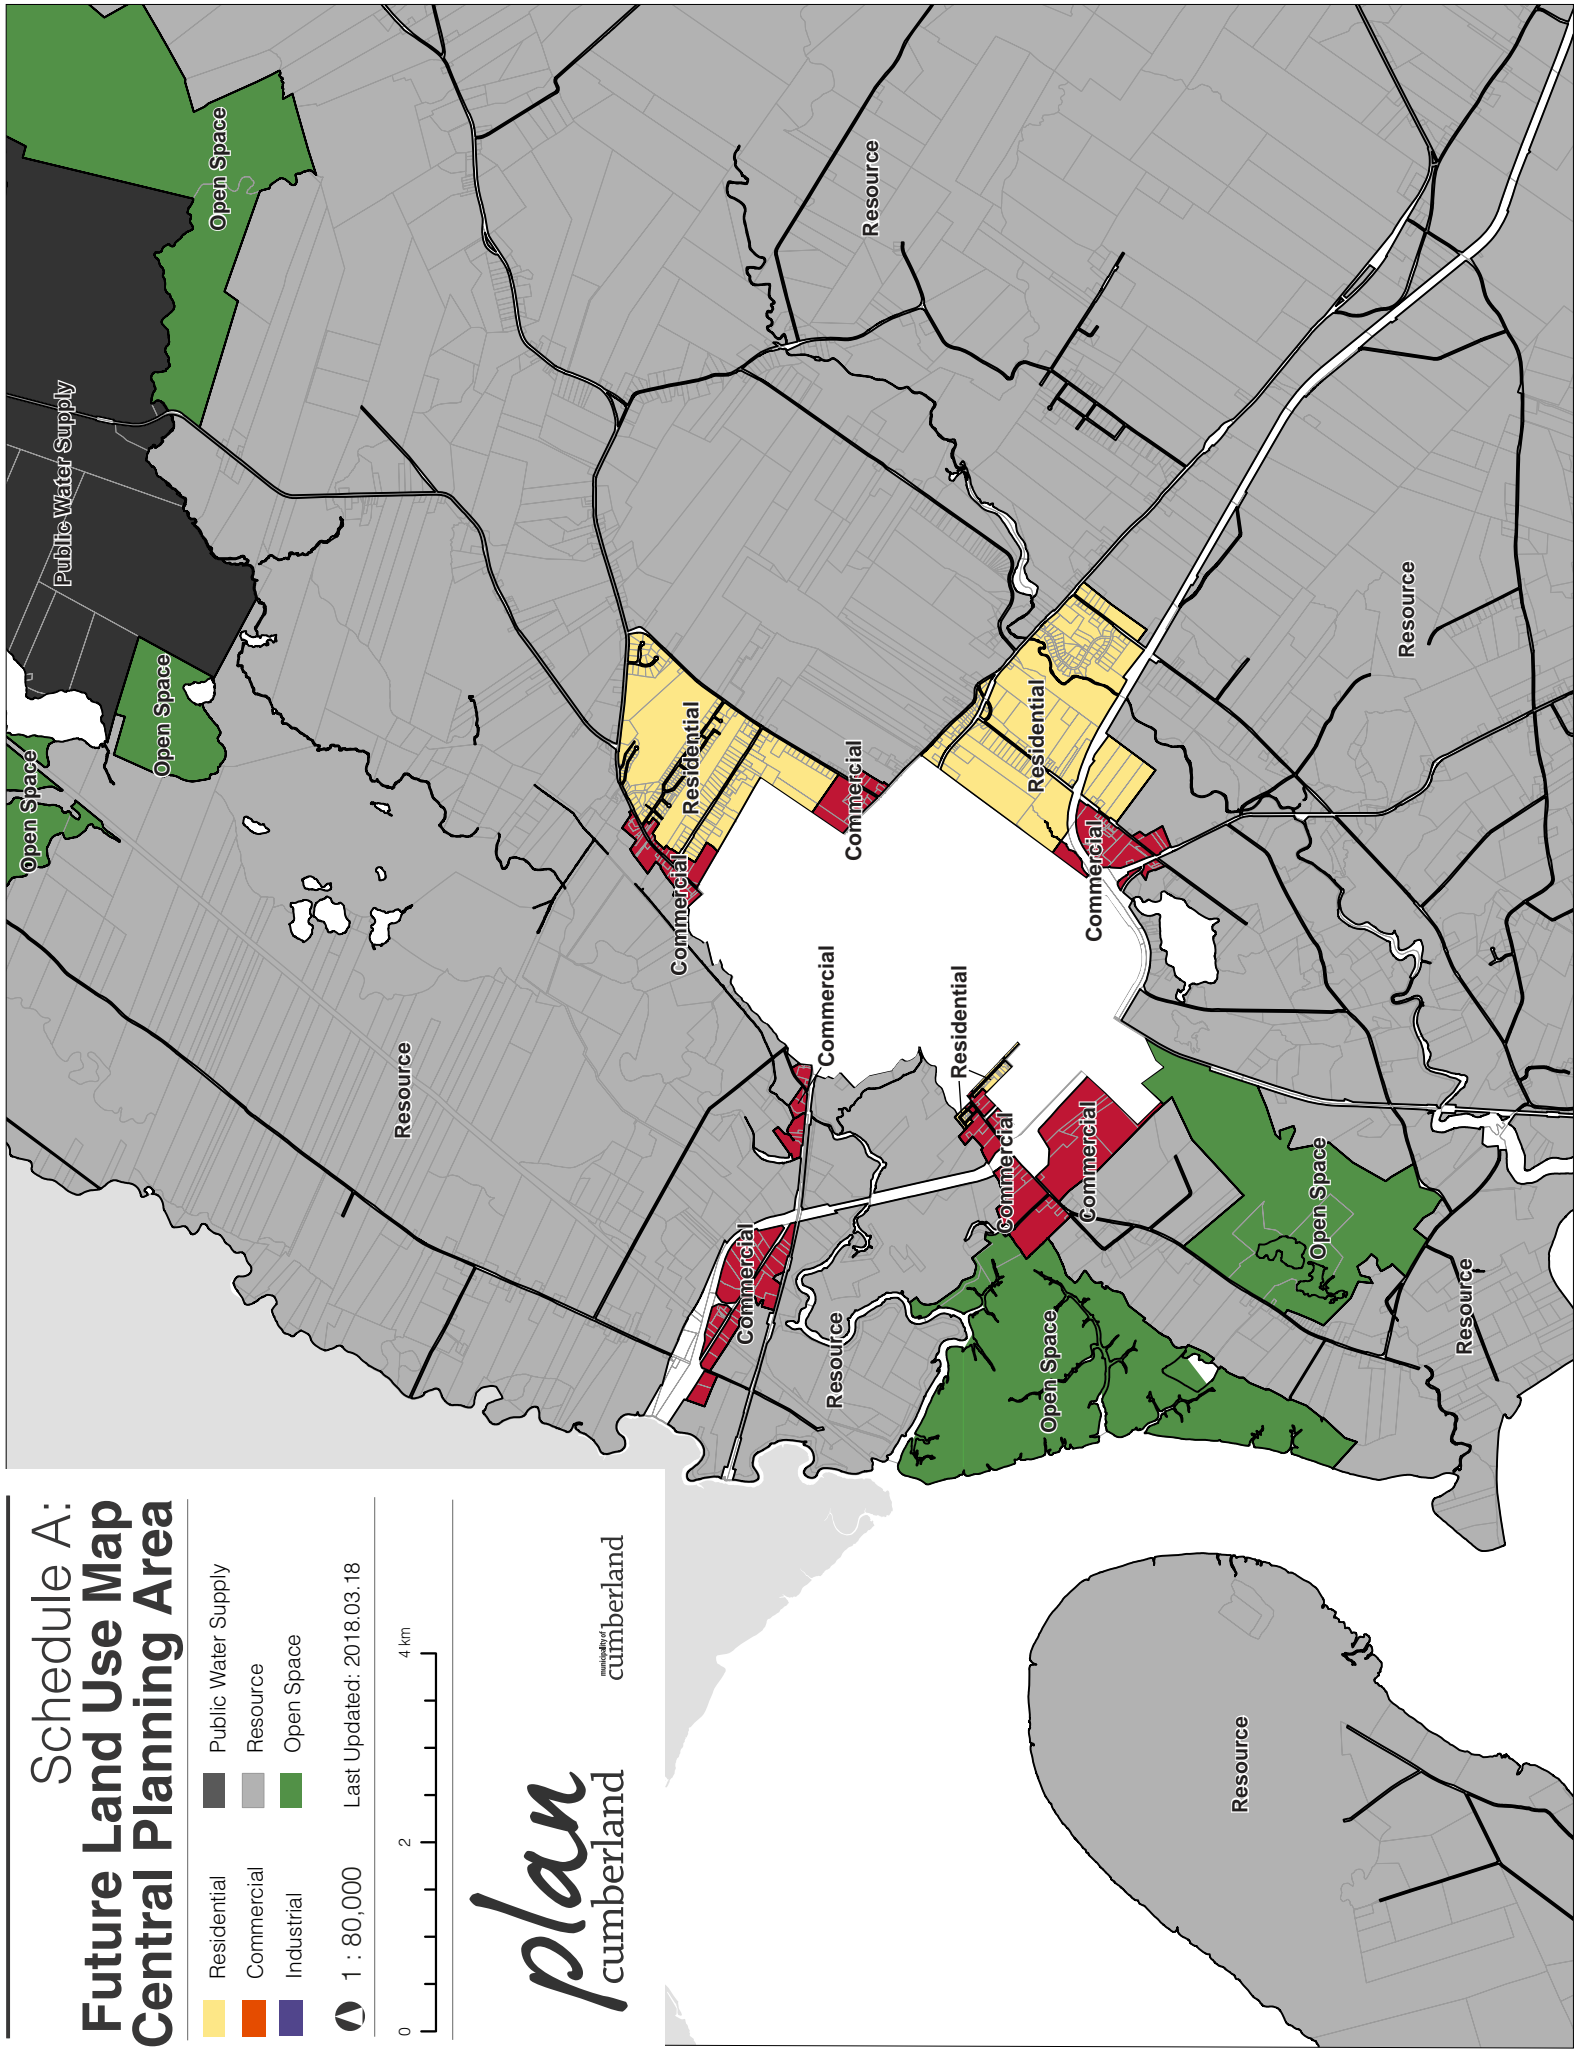 Schedule A:
Future Land Use Map
Central Planning Area
Residential
Commercial
Industrial
Public Water Supply
Resource
Open Space
1 : 80,000
Last Updated: 2018.03.18
0 2 4 km
plan
cumberland
municipality of
cumberland
Open Space
Open Space
Open Space
Public Water Supply
Resource
Resource
Residential
Commercial
Commercial
Commercial
Commercial
Resource
Residential
Commercial
Residential
Commercial
Commercial
Open Space
Open Space
Resource
Resource
Resource